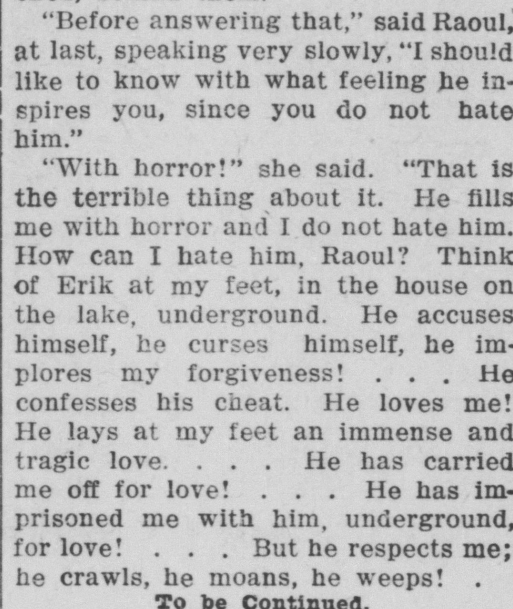 "Before answering that," said Raoul,
at last, speaking very slowly, "I should
like to know with what feeling he in-
spires you, since you do not hate
him."
"With horror!" she said. "That is
the terrible thing about it. He fills
me with horror and I do not hate him.
How can I hate him, Raoul? Think
of Erik at my feet, in the house on
the lake, underground. He accuses
himself, he curses himself, he im-
plores my forgiveness! . . . He
confesses his cheat. He loves me!
He lays at my feet an immense and
tragic love. . . . He has carried
me off for love! . . . He has im-
prisoned me with him, underground,
for love! . . . But he respects me;
he crawls, he moans, he weeps! .
To be Continued.